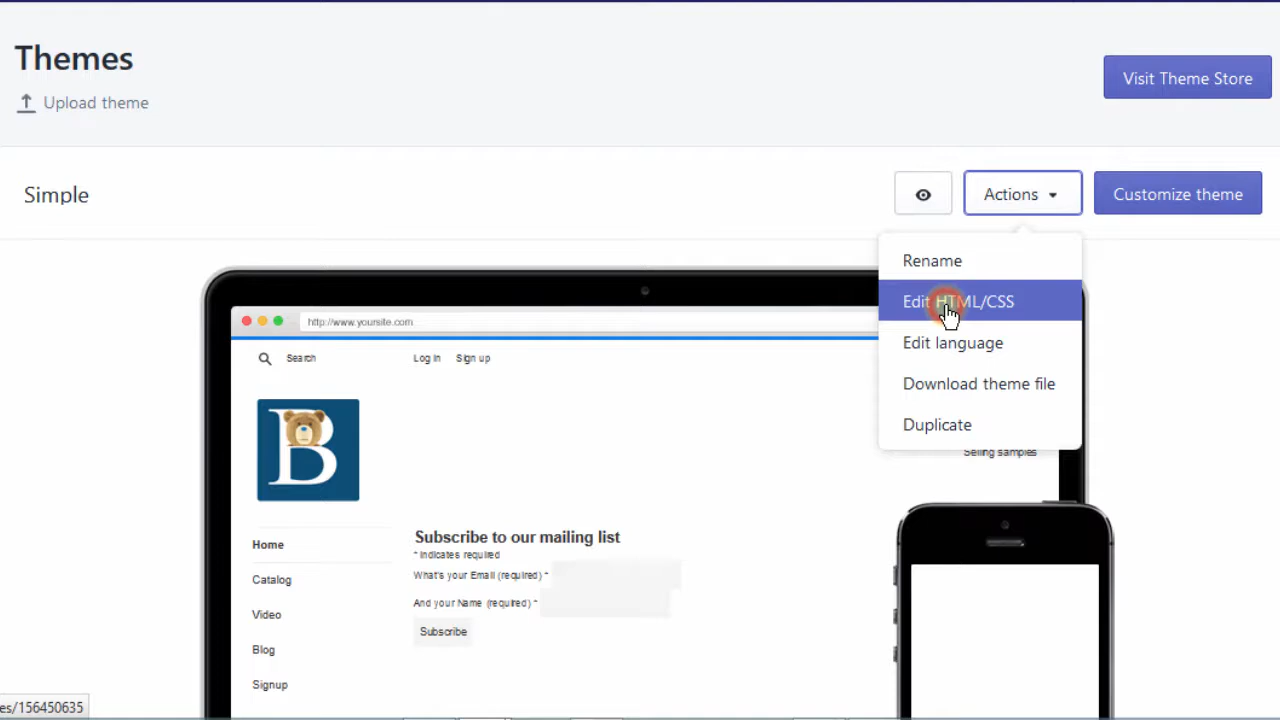 Themes
Upload theme
Visit Theme Store
Simple
Actions
Customize theme
Rename
Edit HTML/CSS
Edit language
Download theme file
Duplicate
http://www.yoursite.com
Search
Log in
Sign up
B
Selling samples
Subscribe to our mailing list
* indicates required
What's your Email (required) *
And your Name (required) *
Subscribe
Home
Catalog
Video
Blog
Signup
es/156450635